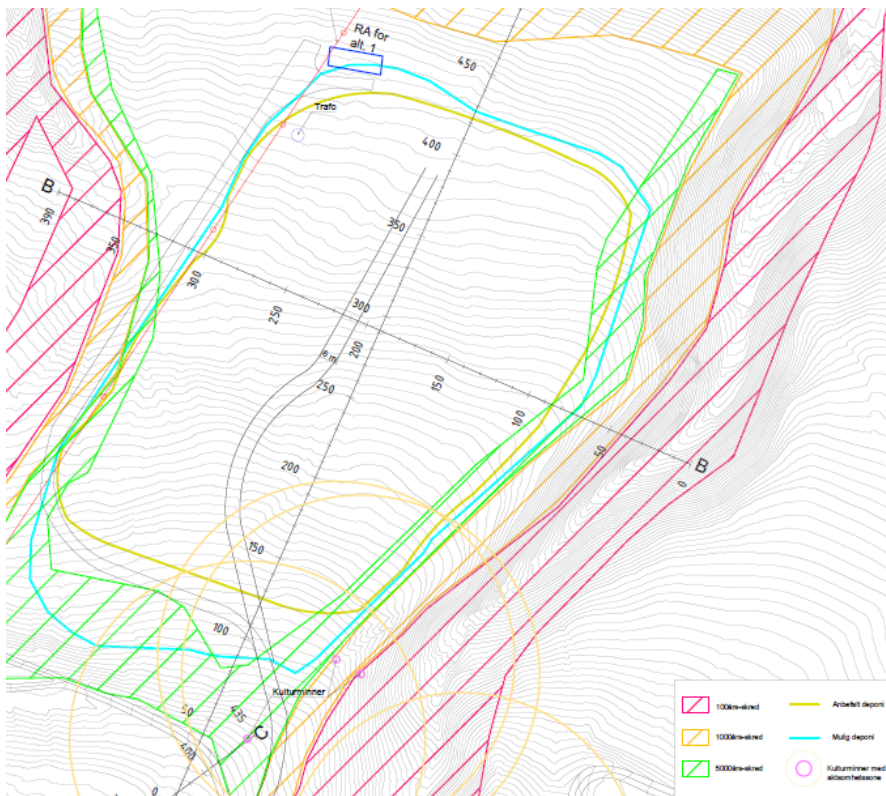 RA for
alt. 1
450
Trafo
400
B
390
350
350
300
300
250
200
6 m
250
150
100
200
50
B
0
150
100
Kulturminner
50
435
C
400
0
100års-skred
Anbefalt deponi
1000års-skred
Mulig deponi
5000års-skred
Kulturminner med
aktsomhetssone